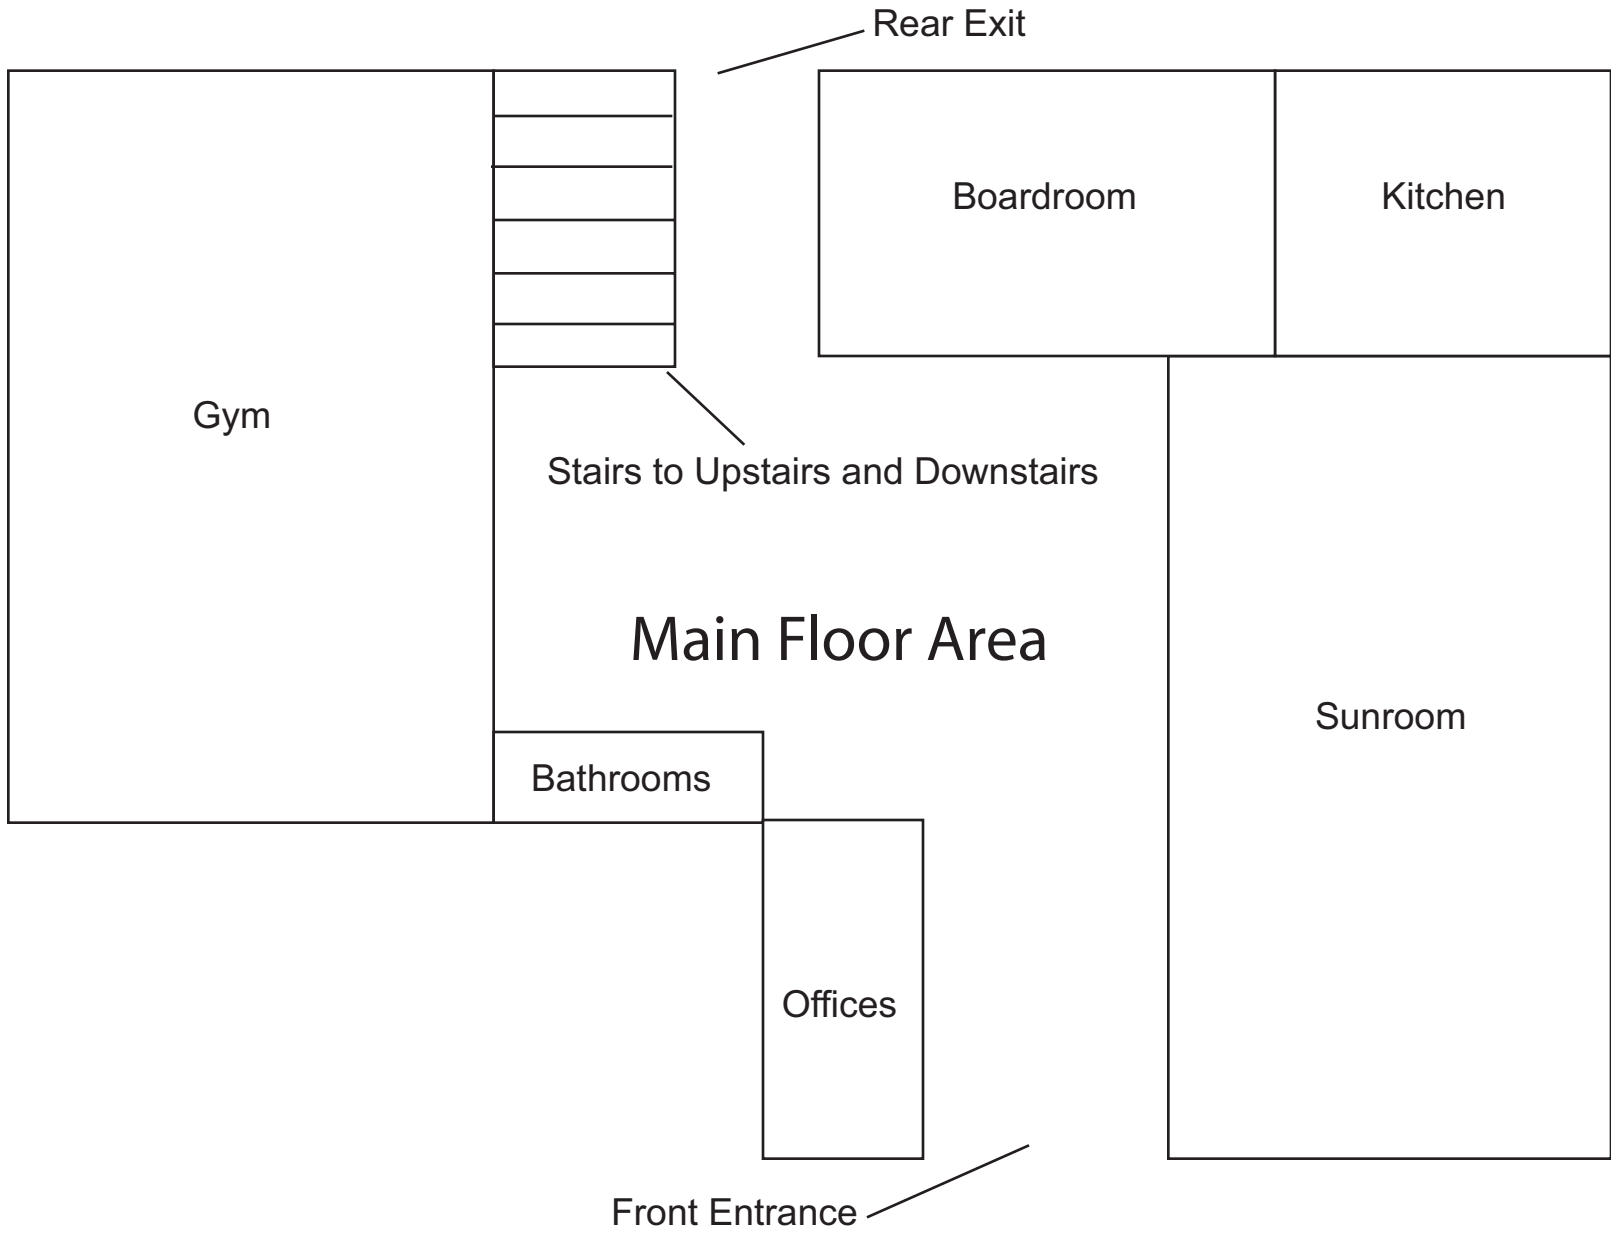 Rear Exit
Boardroom
Kitchen
Gym
Stairs to Upstairs and Downstairs
Main Floor Area
Sunroom
Bathrooms
Offices
Front Entrance